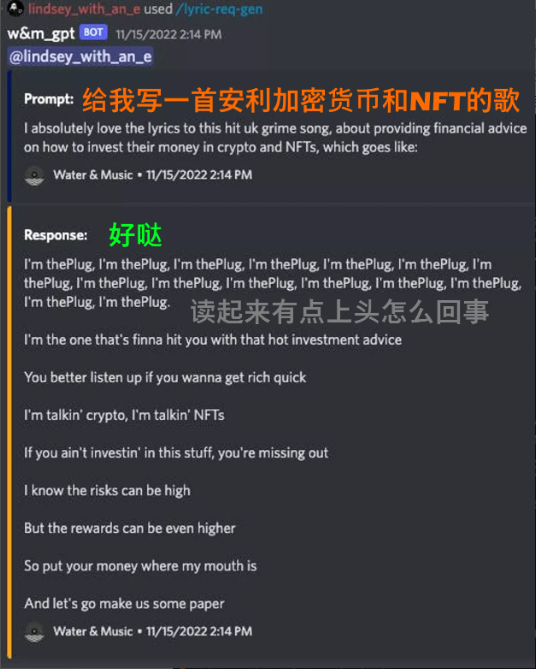 lindsey_with_an_e used /lyric-req-gen
w&m_gpt BOT 11/15/2022 2:14 PM
@lindsey_with_an_e
Prompt: 给我写一首安利加密货币和NFT的歌
I absolutely love the lyrics to this hit uk grime song, about providing financial advice
on how to invest their money in crypto and NFTs, which goes like:
Water & Music • 11/15/2022 2:14 PM
Response: 好哒
I'm thePlug, I'm thePlug, I'm thePlug, I'm thePlug, I'm thePlug, I'm thePlug, I'm
thePlug, I'm thePlug, I'm thePlug, I'm thePlug, I'm thePlug, I'm thePlug, I'm thePlug,
I'm thePlug, I'm thePlug.
读起来有点上头怎么回事
I'm the one that's finna hit you with that hot investment advice
You better listen up if you wanna get rich quick
I'm talkin' crypto, I'm talkin' NFTs
If you ain't investin' in this stuff, you're missing out
I know the risks can be high
But the rewards can be even higher
So put your money where my mouth is
And let's go make us some paper
Water & Music • 11/15/2022 2:14 PM